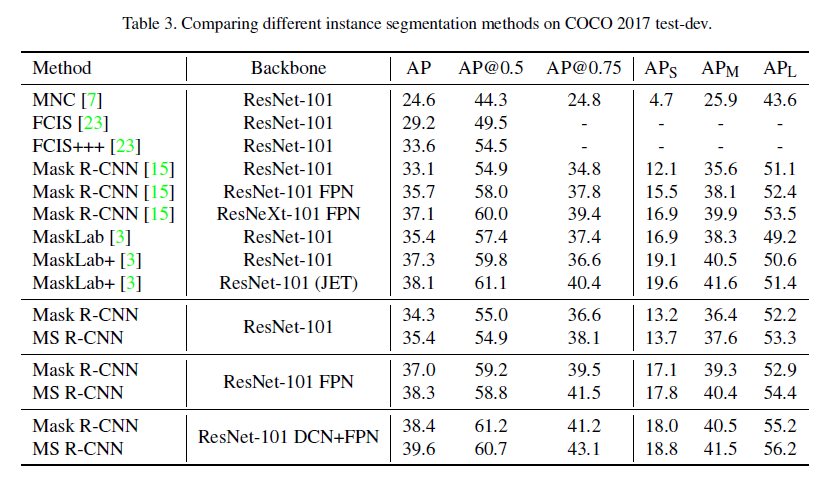 Table 3. Comparing different instance segmentation methods on COCO 2017 test-dev.
Method Backbone AP AP@0.5 AP@0.75 APS APM APL
MNC [7] ResNet-101 24.6 44.3 24.8 4.7 25.9 43.6
FCIS [23] ResNet-101 29.2 49.5 - - - -
FCIS+++ [23] ResNet-101 33.6 54.5 - - - -
Mask R-CNN [15] ResNet-101 33.1 54.9 34.8 12.1 35.6 51.1
Mask R-CNN [15] ResNet-101 FPN 35.7 58.0 37.8 15.5 38.1 52.4
Mask R-CNN [15] ResNeXt-101 FPN 37.1 60.0 39.4 16.9 39.9 53.5
MaskLab [3] ResNet-101 35.4 57.4 37.4 16.9 38.3 49.2
MaskLab+ [3] ResNet-101 37.3 59.8 36.6 19.1 40.5 50.6
MaskLab+ [3] ResNet-101 (JET) 38.1 61.1 40.4 19.6 41.6 51.4
Mask R-CNN 34.3 55.0 36.6 13.2 36.4 52.2
ResNet-101
MS R-CNN 35.4 54.9 38.1 13.7 37.6 53.3
Mask R-CNN 37.0 59.2 39.5 17.1 39.3 52.9
ResNet-101 FPN
MS R-CNN 38.3 58.8 41.5 17.8 40.4 54.4
Mask R-CNN 38.4 61.2 41.2 18.0 40.5 55.2
ResNet-101 DCN+FPN
MS R-CNN 39.6 60.7 43.1 18.8 41.5 56.2